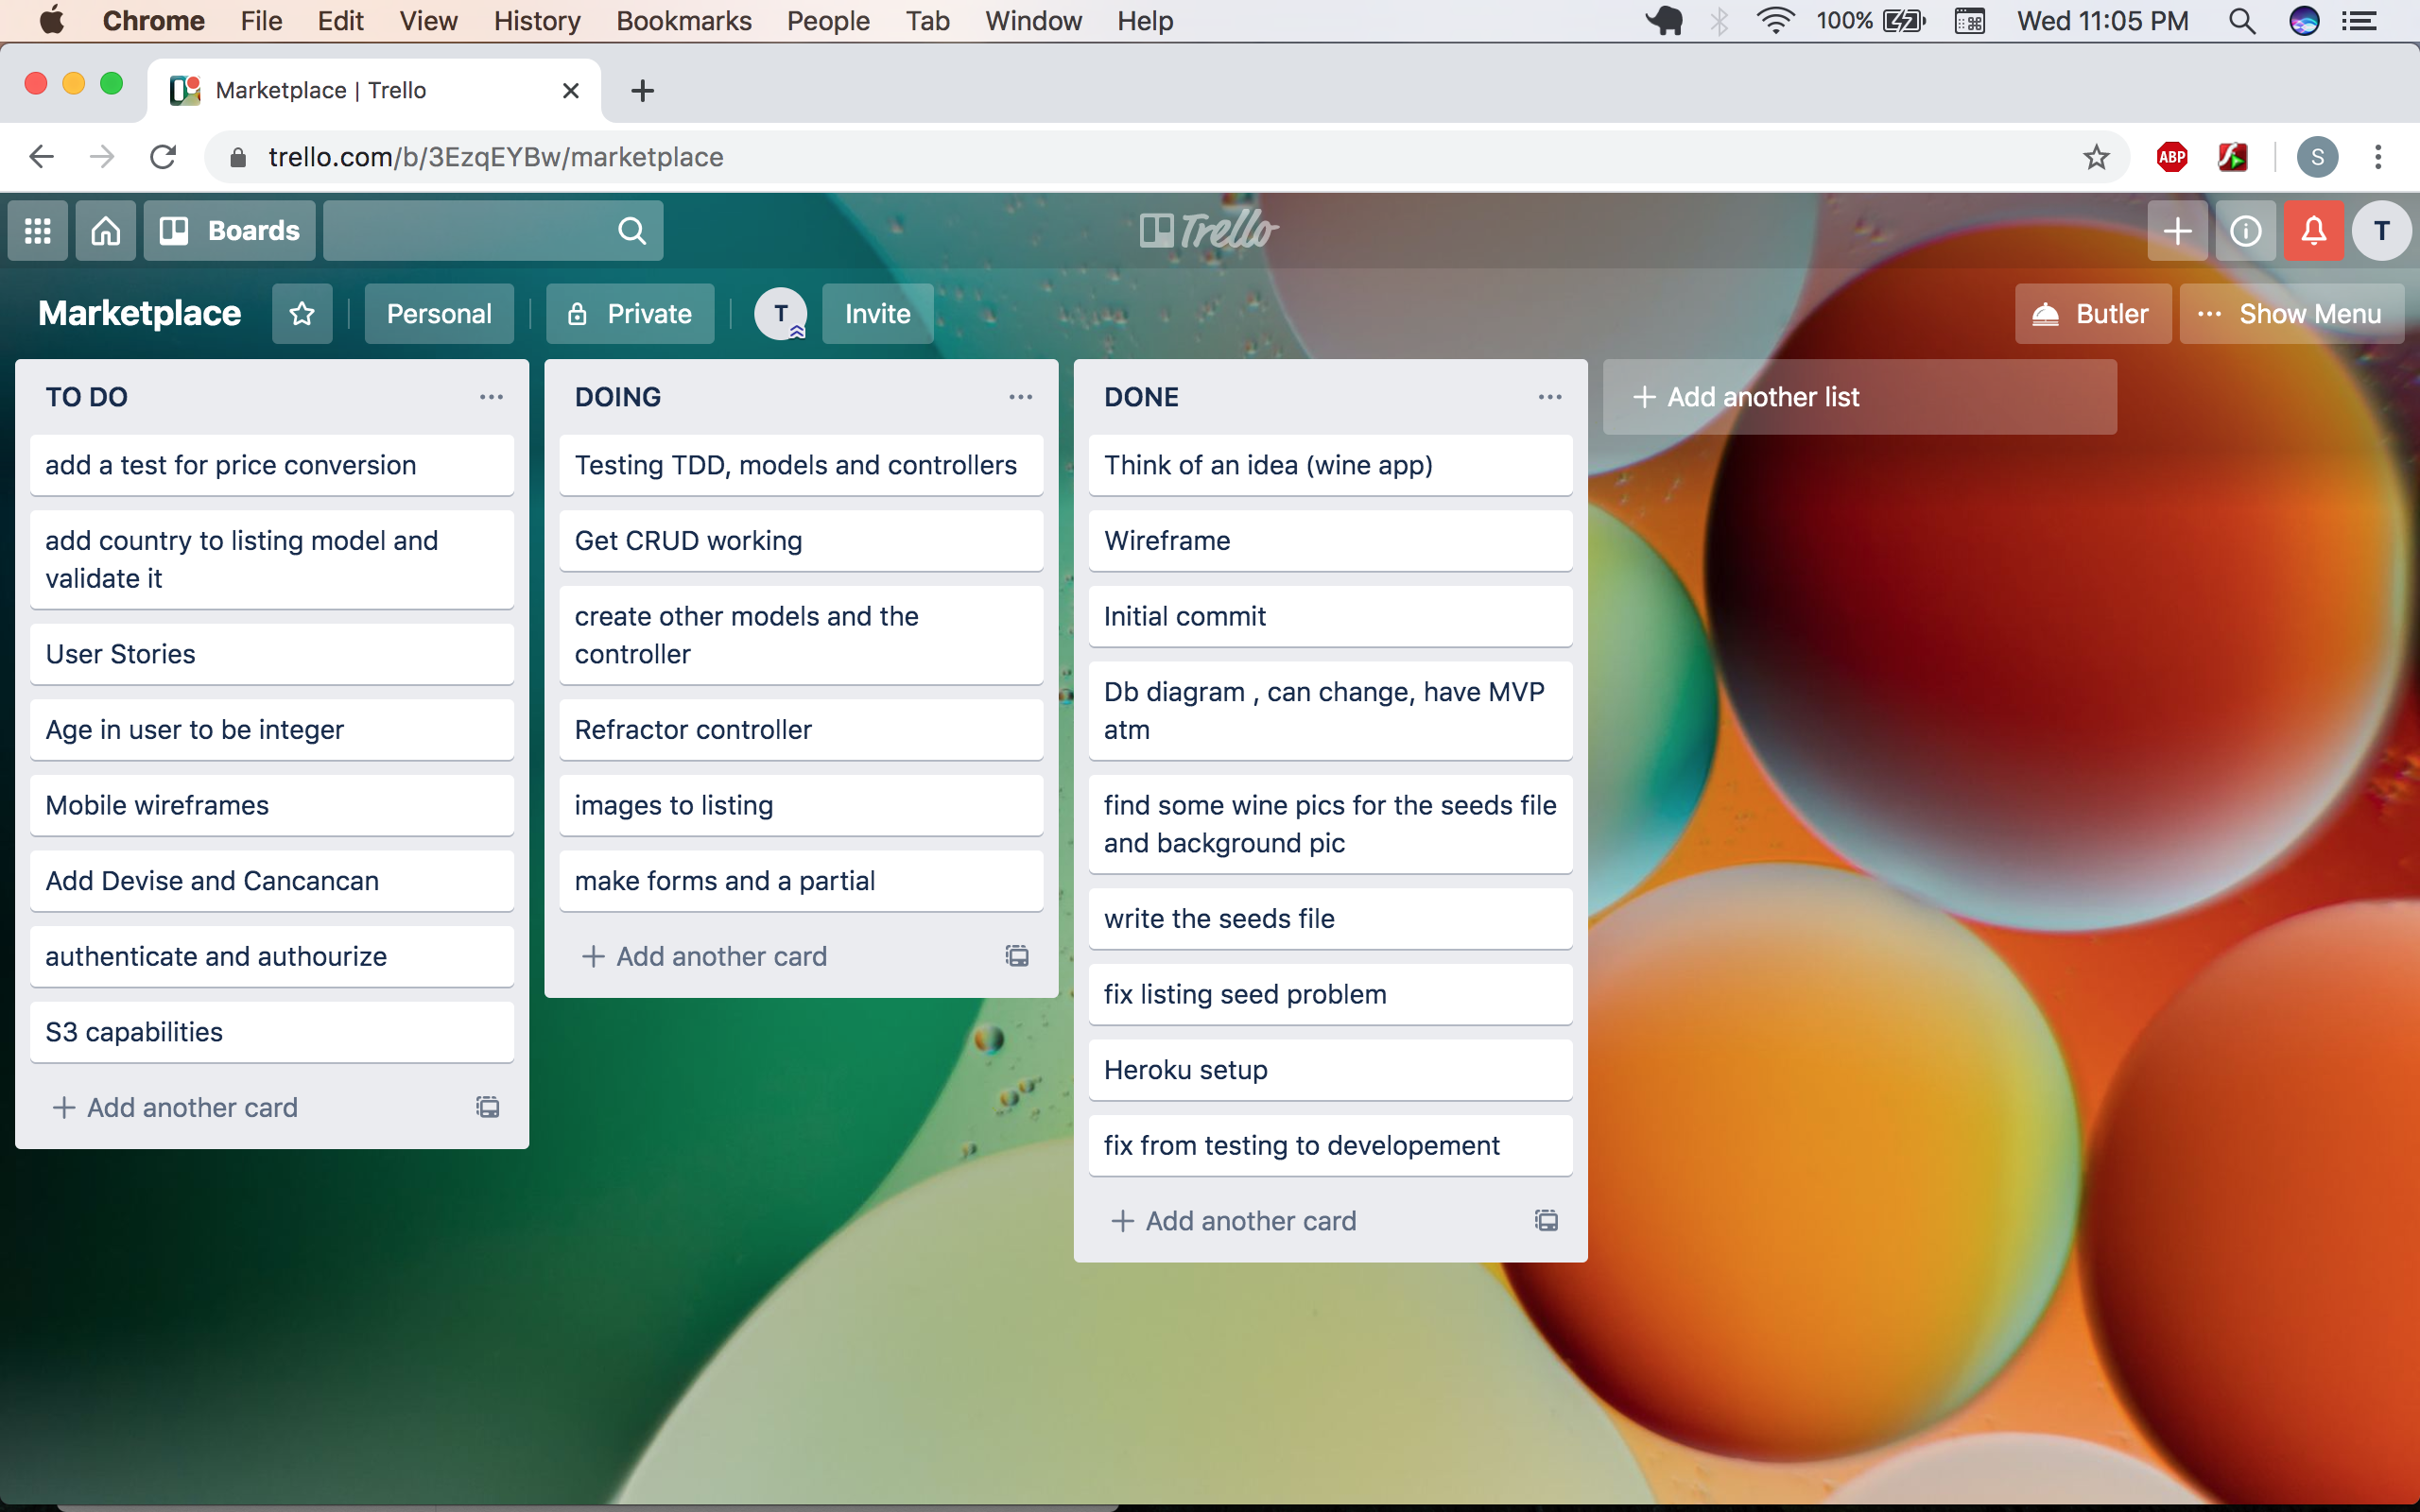 Chrome File Edit View History Bookmarks People Tab Window Help 100% Wed 11:05 PM
Marketplace | Trello
trello.com/b/3EzqEYBw/marketplace ABP S
Boards Trello T
Marketplace Personal Private T Invite Butler Show Menu
TO DO
add a test for price conversion
add country to listing model and
validate it
User Stories
Age in user to be integer
Mobile wireframes
Add Devise and Cancancan
authenticate and authourize
S3 capabilities
+ Add another card
DOING
Testing TDD, models and controllers
Get CRUD working
create other models and the
controller
Refractor controller
images to listing
make forms and a partial
+ Add another card
DONE
Think of an idea (wine app)
Wireframe
Initial commit
Db diagram , can change, have MVP
atm
find some wine pics for the seeds file
and background pic
write the seeds file
fix listing seed problem
Heroku setup
fix from testing to developement
+ Add another card
+ Add another list